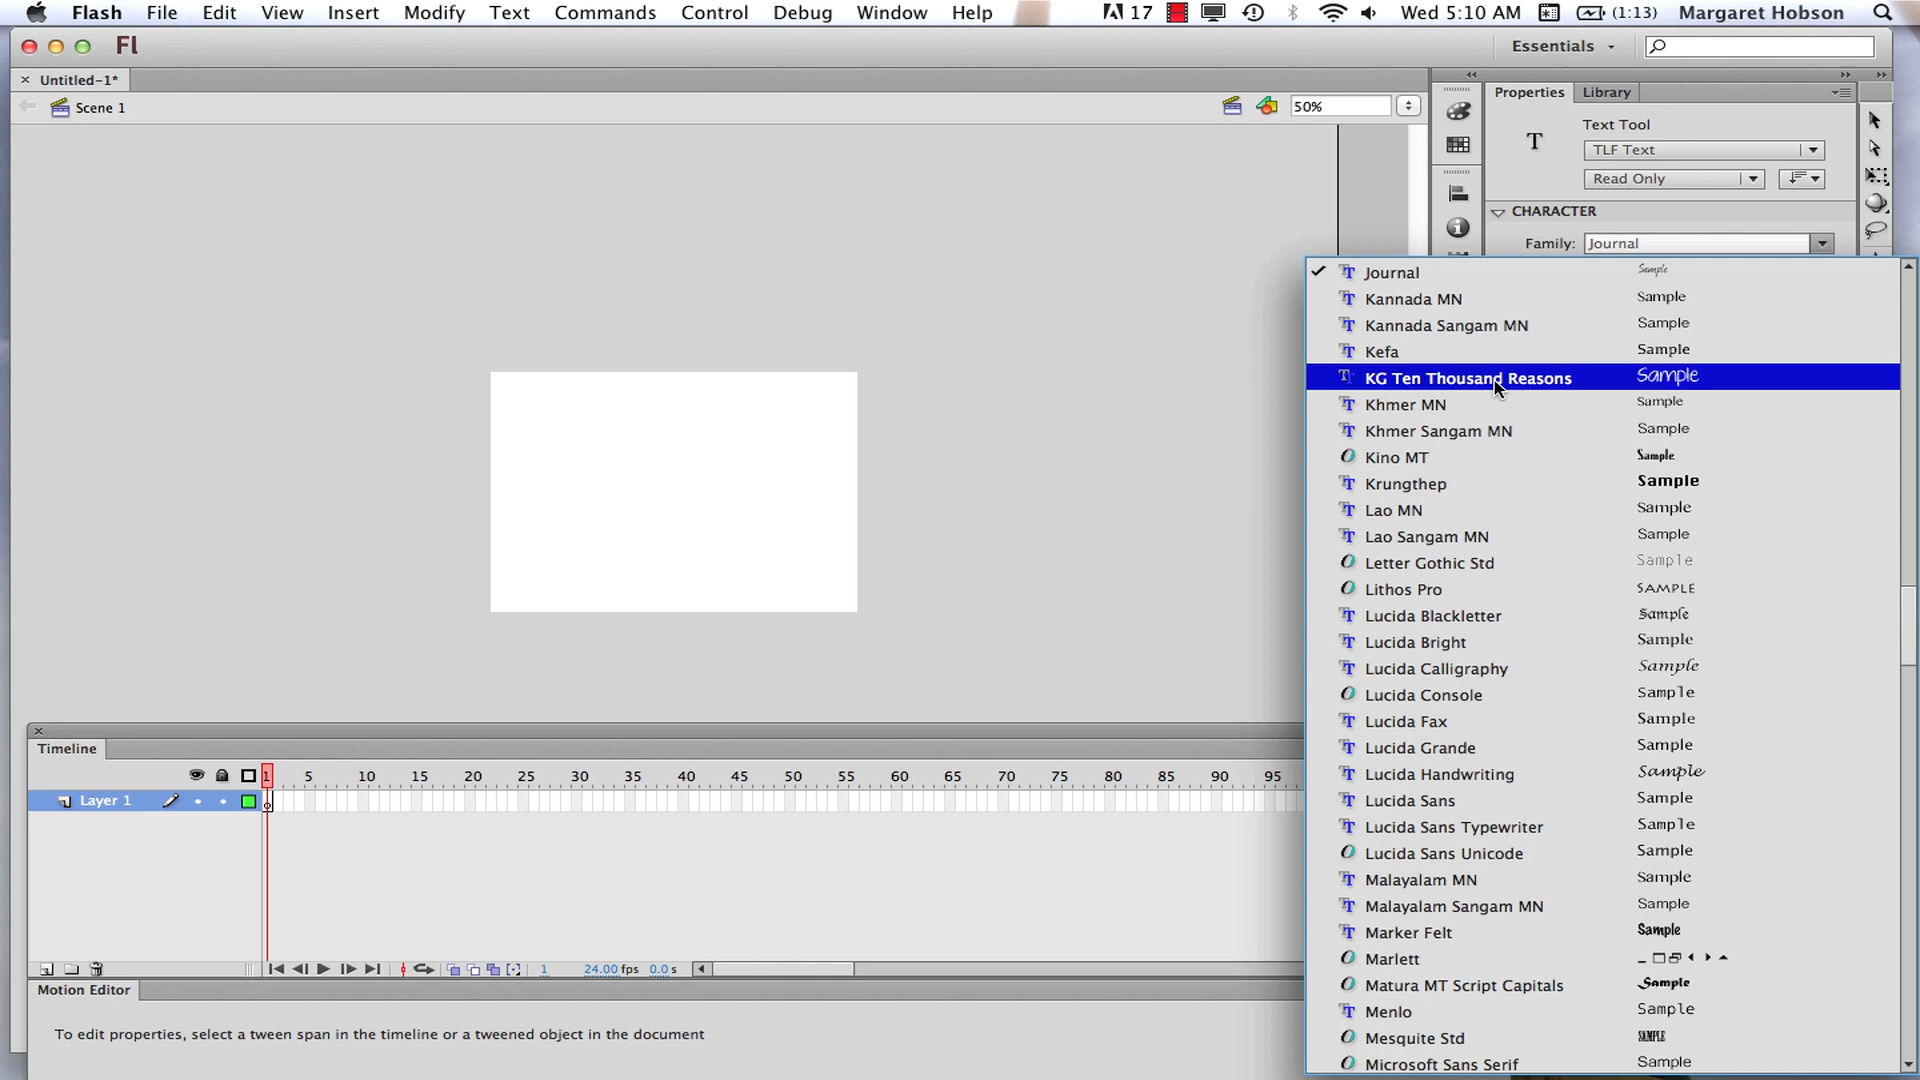 Flash File Edit View Insert Modify Text Commands Control Debug Window Help 17 Wed 5:10 AM (1:13) Margaret Hobson
Fl Essentials
Untitled-1*
Scene 1 50%
Properties Library
Text Tool
T
TLF Text
Read Only
CHARACTER
Family: Journal
Journal Sample
Kannada MN Sample
Kannada Sangam MN Sample
Kefa Sample
KG Ten Thousand Reasons Sample
Khmer MN Sample
Khmer Sangam MN Sample
Kino MT Sample
Krungthep Sample
Lao MN Sample
Lao Sangam MN Sample
Letter Gothic Std Sample
Lithos Pro SAMPLE
Lucida Blackletter Sample
Lucida Bright Sample
Lucida Calligraphy Sample
Lucida Console Sample
Lucida Fax Sample
Lucida Grande Sample
Lucida Handwriting Sample
Lucida Sans Sample
Lucida Sans Typewriter Sample
Lucida Sans Unicode Sample
Malayalam MN Sample
Malayalam Sangam MN Sample
Marker Felt Sample
Marlett
Matura MT Script Capitals Sample
Menlo Sample
Mesquite Std SAMPLE
Microsoft Sans Serif Sample
Timeline
1 5 10 15 20 25 30 35 40 45 50 55 60 65 70 75 80 85 90 95
Layer 1
1 24.00 fps 0.0 s
Motion Editor
To edit properties, select a tween span in the timeline or a tweened object in the document